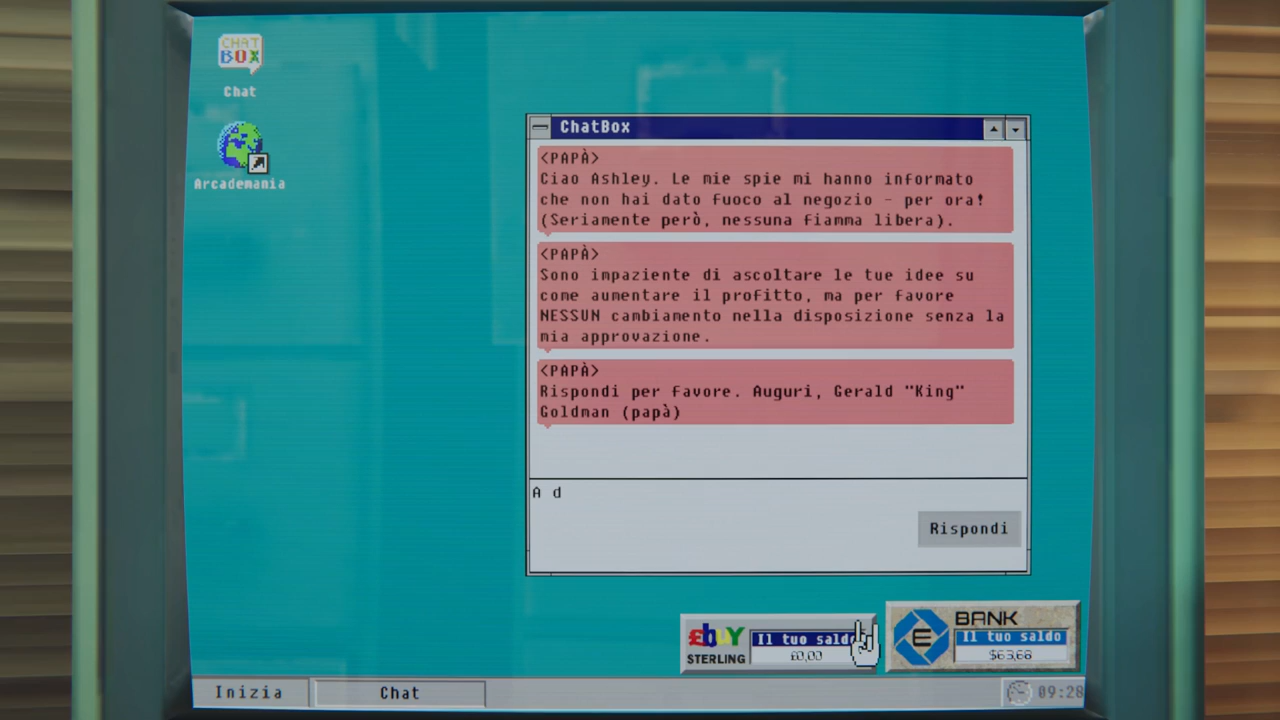 CHAT
BOX
Chat
Arcademania
ChatBox
<PAPÀ>
Ciao Ashley. Le mie spie mi hanno informato
che non hai dato fuoco al negozio - per ora!
(Seriamente però, nessuna fiamma libera).
<PAPÀ>
Sono impaziente di ascoltare le tue idee su
come aumentare il profitto, ma per favore
NESSUN cambiamento nella disposizione senza la
mia approvazione.
<PAPÀ>
Rispondi per favore. Auguri, Gerald "King"
Goldman (papà)
A d
Rispondi
£bUY
STERLING
Il tuo saldo
£0,00
E
BANK
Il tuo saldo
$63,68
Inizia
Chat
09:28